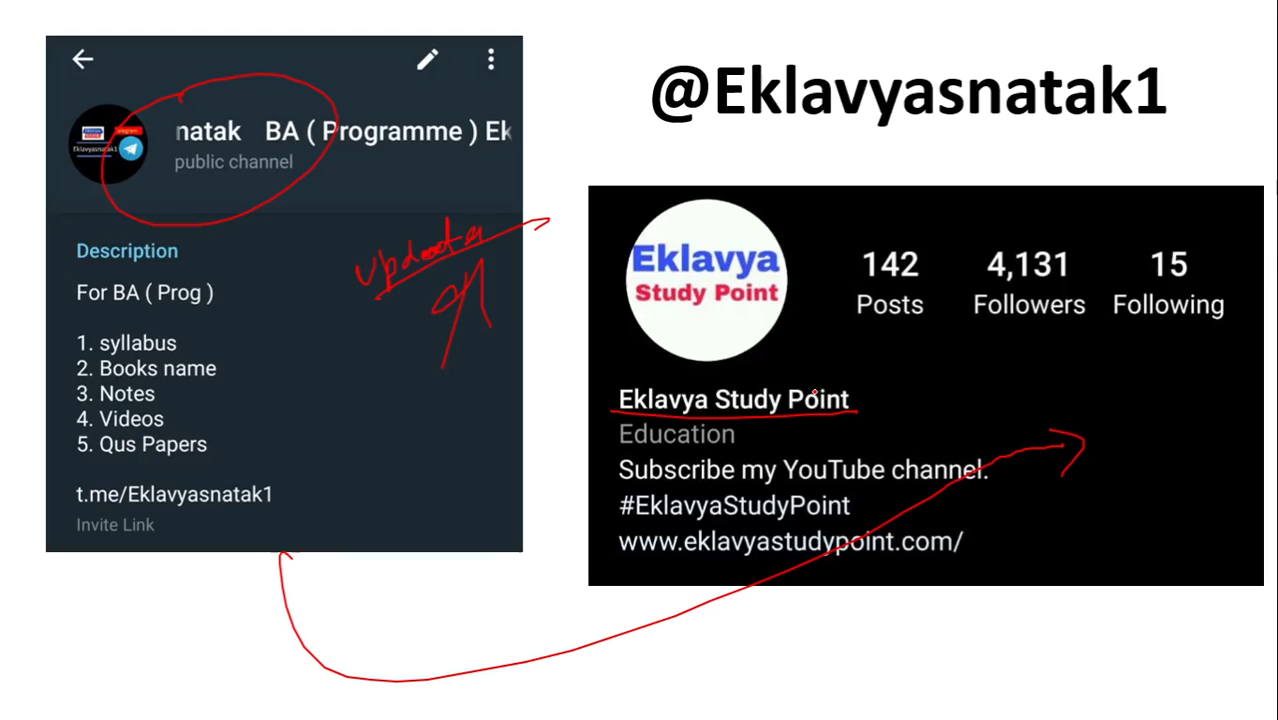 @Eklavyasnatak1
natak BA ( Programme ) Ek
public channel
Eklavyasnatak1
Description
For BA ( Prog )
1. syllabus
2. Books name
3. Notes
4. Videos
5. Qus Papers
t.me/Eklavyasnatak1
Invite Link
Eklavya
Study Point
142
Posts
4,131
Followers
15
Following
Eklavya Study Point
Education
Subscribe my YouTube channel.
#EklavyaStudyPoint
www.eklavyastudypoint.com/